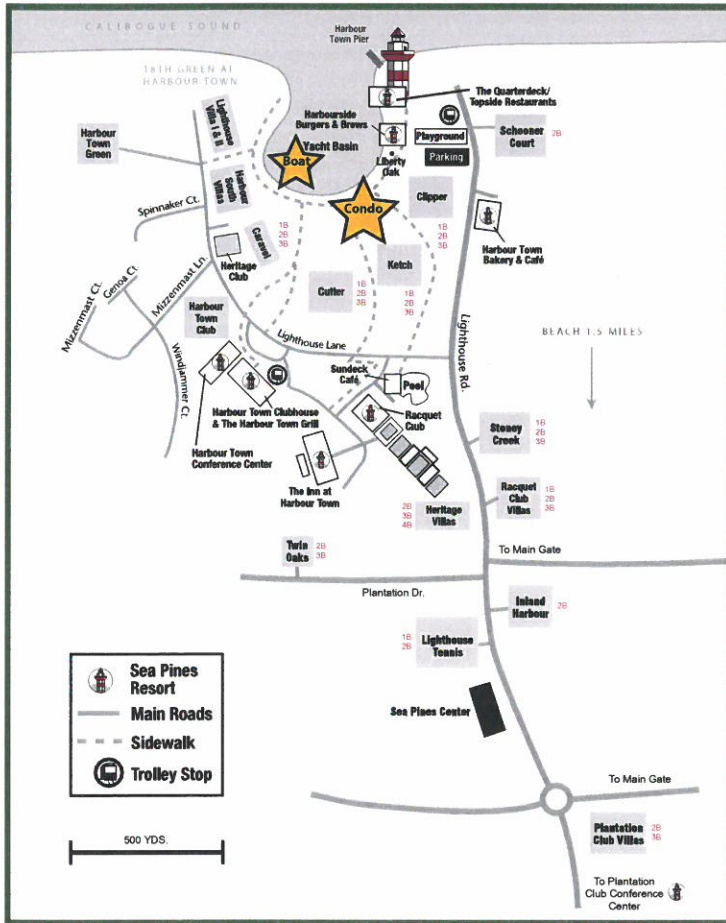 CALIBOGUE SOUND
Harbour
Town Pier
18TH GREEN AT
HARBOUR TOWN
The Quarterdeck/
Topside Restaurants
Lighthouse
Villa I & II
Harbourside
Burgers & Brews
Playground
Parking
Schooner
Court
2B
Harbour
Town
Green
Yacht Basin
Boat
Liberty
Oak
Harbour
South Villas
Condo
Clipper
1B
2B
3B
Spinnaker Ct.
Caravel
1B
2B
3B
Heritage
Club
Harbour Town
Bakery & Café
Ketch
1B
2B
3B
Cutter
1B
2B
3B
Mizzenmast Ct.
Genoa Ct.
Mizzenmast Ln.
Harbour
Town
Club
Lighthouse Lane
Lighthouse Rd.
BEACH 1.5 MILES
Windjammer Ct.
Sundeck
Café
Pool
Harbour Town Clubhouse
& The Harbour Town Grill
Racquet
Club
Harbour Town
Conference Center
Stoney
Creek
1B
2B
3B
The Inn at
Harbour Town
Racquet
Club
Villas
1B
2B
3B
2B
3B
4B
Heritage
Villas
Twin
Oaks
2B
3B
To Main Gate
Plantation Dr.
Inland
Harbour
2B
1B
2B
Lighthouse
Tennis
Sea Pines
Resort
Main Roads
Sidewalk
Trolley Stop
Sea Pines Center
To Main Gate
500 YDS.
Plantation
Club Villas
2B
3B
To Plantation
Club Conference
Center